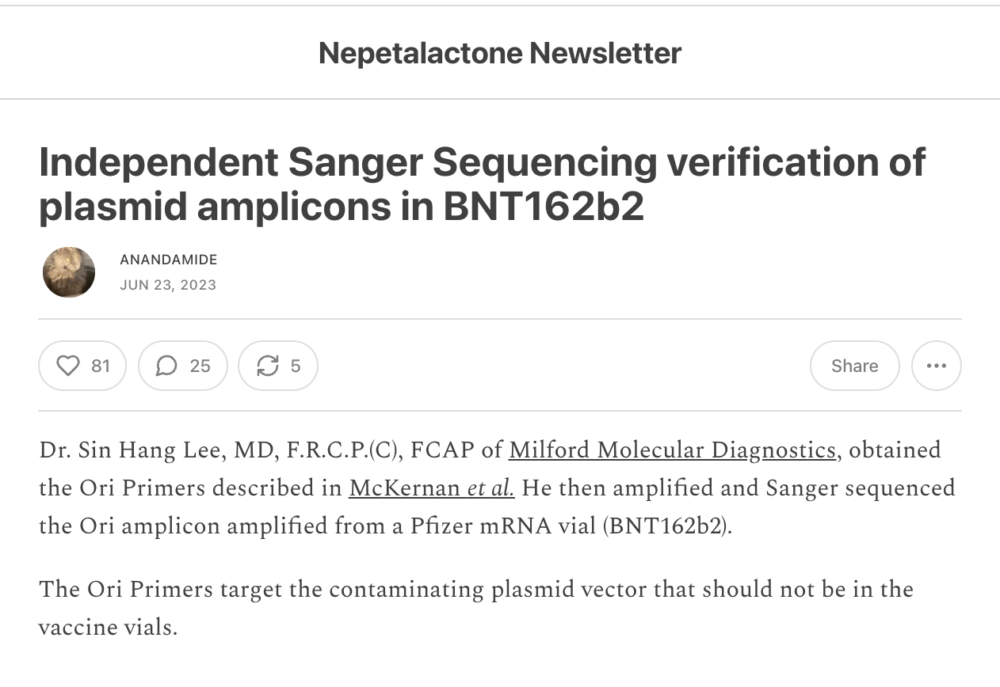 Nepetalactone Newsletter
Independent Sanger Sequencing verification of
plasmid amplicons in BNT162b2
ANANDAMIDE
JUN 23, 2023
81
25
5
Share
Dr. Sin Hang Lee, MD, F.R.C.P.(C), FCAP of Milford Molecular Diagnostics, obtained
the Ori Primers described in McKernan et al. He then amplified and Sanger sequenced
the Ori amplicon amplified from a Pfizer mRNA vial (BNT162b2).
The Ori Primers target the contaminating plasmid vector that should not be in the
vaccine vials.